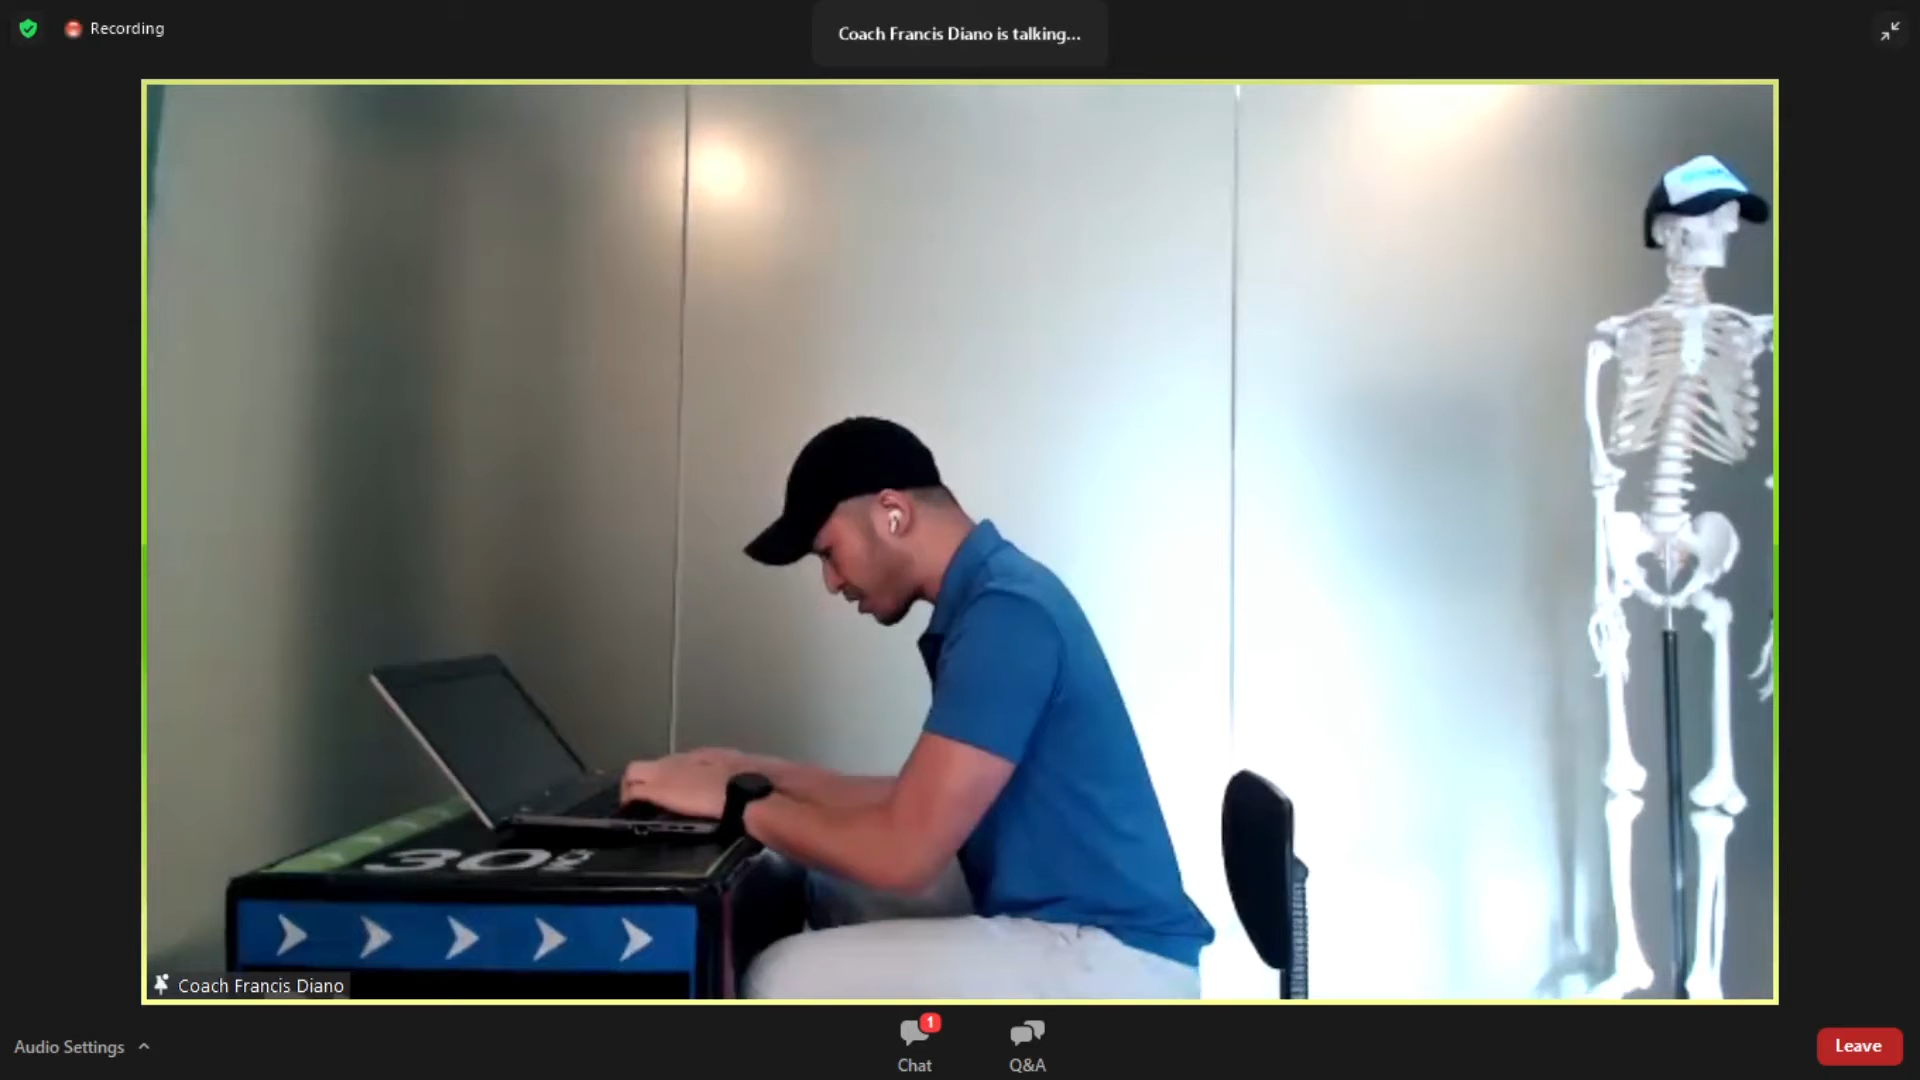 Recording
Coach Francis Diano is talking...
30
Coach Francis Diano
Audio Settings
1
Chat
Q&A
Leave